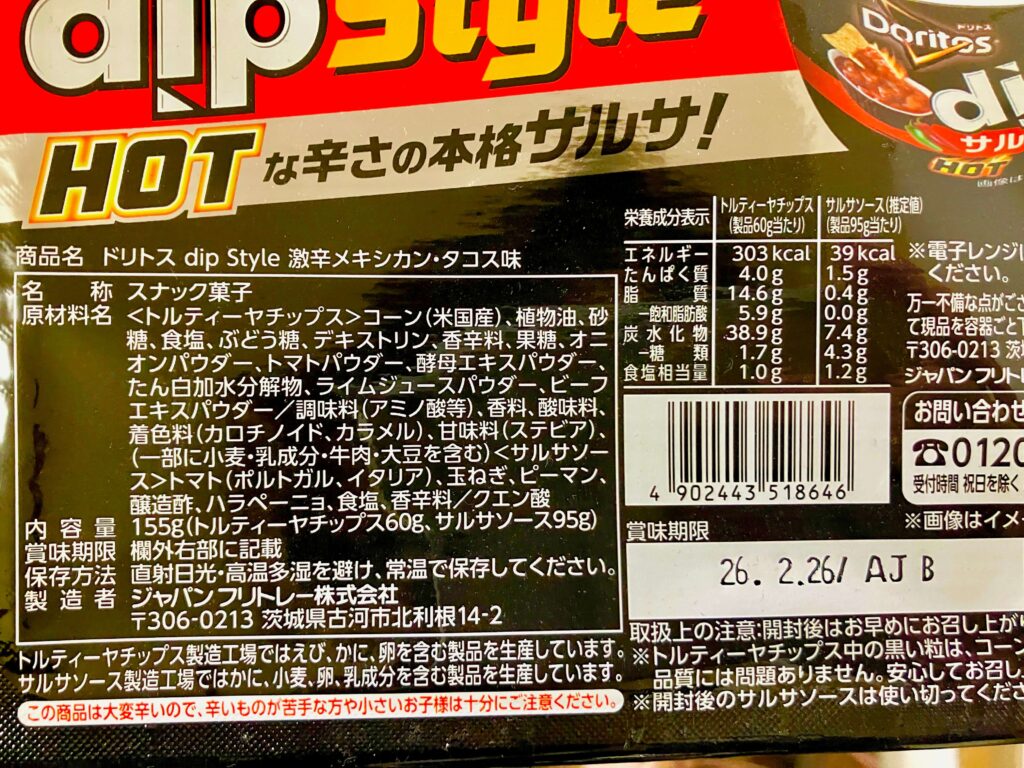 dip Style
HOTな辛さの本格サルサ!
ドリトス
Doritos
サル
HOT
商品名 ドリトス dip Style 激辛メキシカン・タコス味
名称 スナック菓子
原材料名 <トルティーヤチップス>コーン(米国産)、植物油、砂
糖、食塩、ぶどう糖、デキストリン、香辛料、果糖、オニ
オンパウダー、トマトパウダー、酵母エキスパウダー、
たん白加水分解物、ライムジュースパウダー、ビーフ
エキスパウダー/調味料(アミノ酸等)、香料、酸味料、
着色料(カロチノイド、カラメル)、甘味料(ステビア)、
(一部に小麦・乳成分・牛肉・大豆を含む)<サルサソー
ス>トマト(ポルトガル、イタリア)、玉ねぎ、ピーマン、
醸造酢、ハラペーニョ、食塩、香辛料/クエン酸
内容量 155g(トルティーヤチップス60g、サルサソース95g)
賞味期限 欄外右部に記載
保存方法 直射日光・高温多湿を避け、常温で保存してください。
製造者 ジャパンフリトレー株式会社
〒306-0213 茨城県古河市北利根14-2
トルティーヤチップス製造工場ではえび、かに、卵を含む製品を生産しています。
サルサソース製造工場ではかに、小麦、卵、乳成分を含む製品を生産しています。
この商品は大変辛いので、辛いものが苦手な方や小さいお子様は十分にご注意ください。
栄養成分表示 トルティーヤチップス(製品60g当たり) サルサソース(推定値)(製品95g当たり)
エネルギー 303kcal 39kcal
たんぱく質 4.0g 1.5g
脂質 14.6g 0.4g
−飽和脂肪酸 5.9g 0.0g
炭水化物 38.9g 7.4g
−糖類 1.7g 4.3g
食塩相当量 1.0g 1.2g
4 902443 518646
賞味期限
26. 2.26/ AJ B
取扱上の注意:開封後はお早めにお召し上が
※トルティーヤチップス中の黒い粒は、コーン
品質には問題ありません。安心してお召し
※開封後のサルサソースは使い切ってくださ
※電子レンジ
ください。
万一不備な点がござ
て現品を容器ごと
〒306-0213 茨
ジャパンフリト
お問い合わせ
☎0120
受付時間 祝日を除く
※画像はイメ